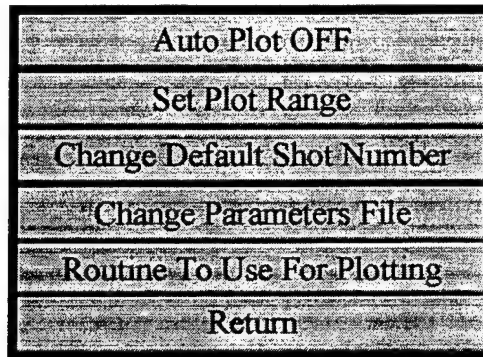 Auto Plot OFF
Set Plot Range
Change Default Shot Number
Change Parameters File
Routine To Use For Plotting
Return